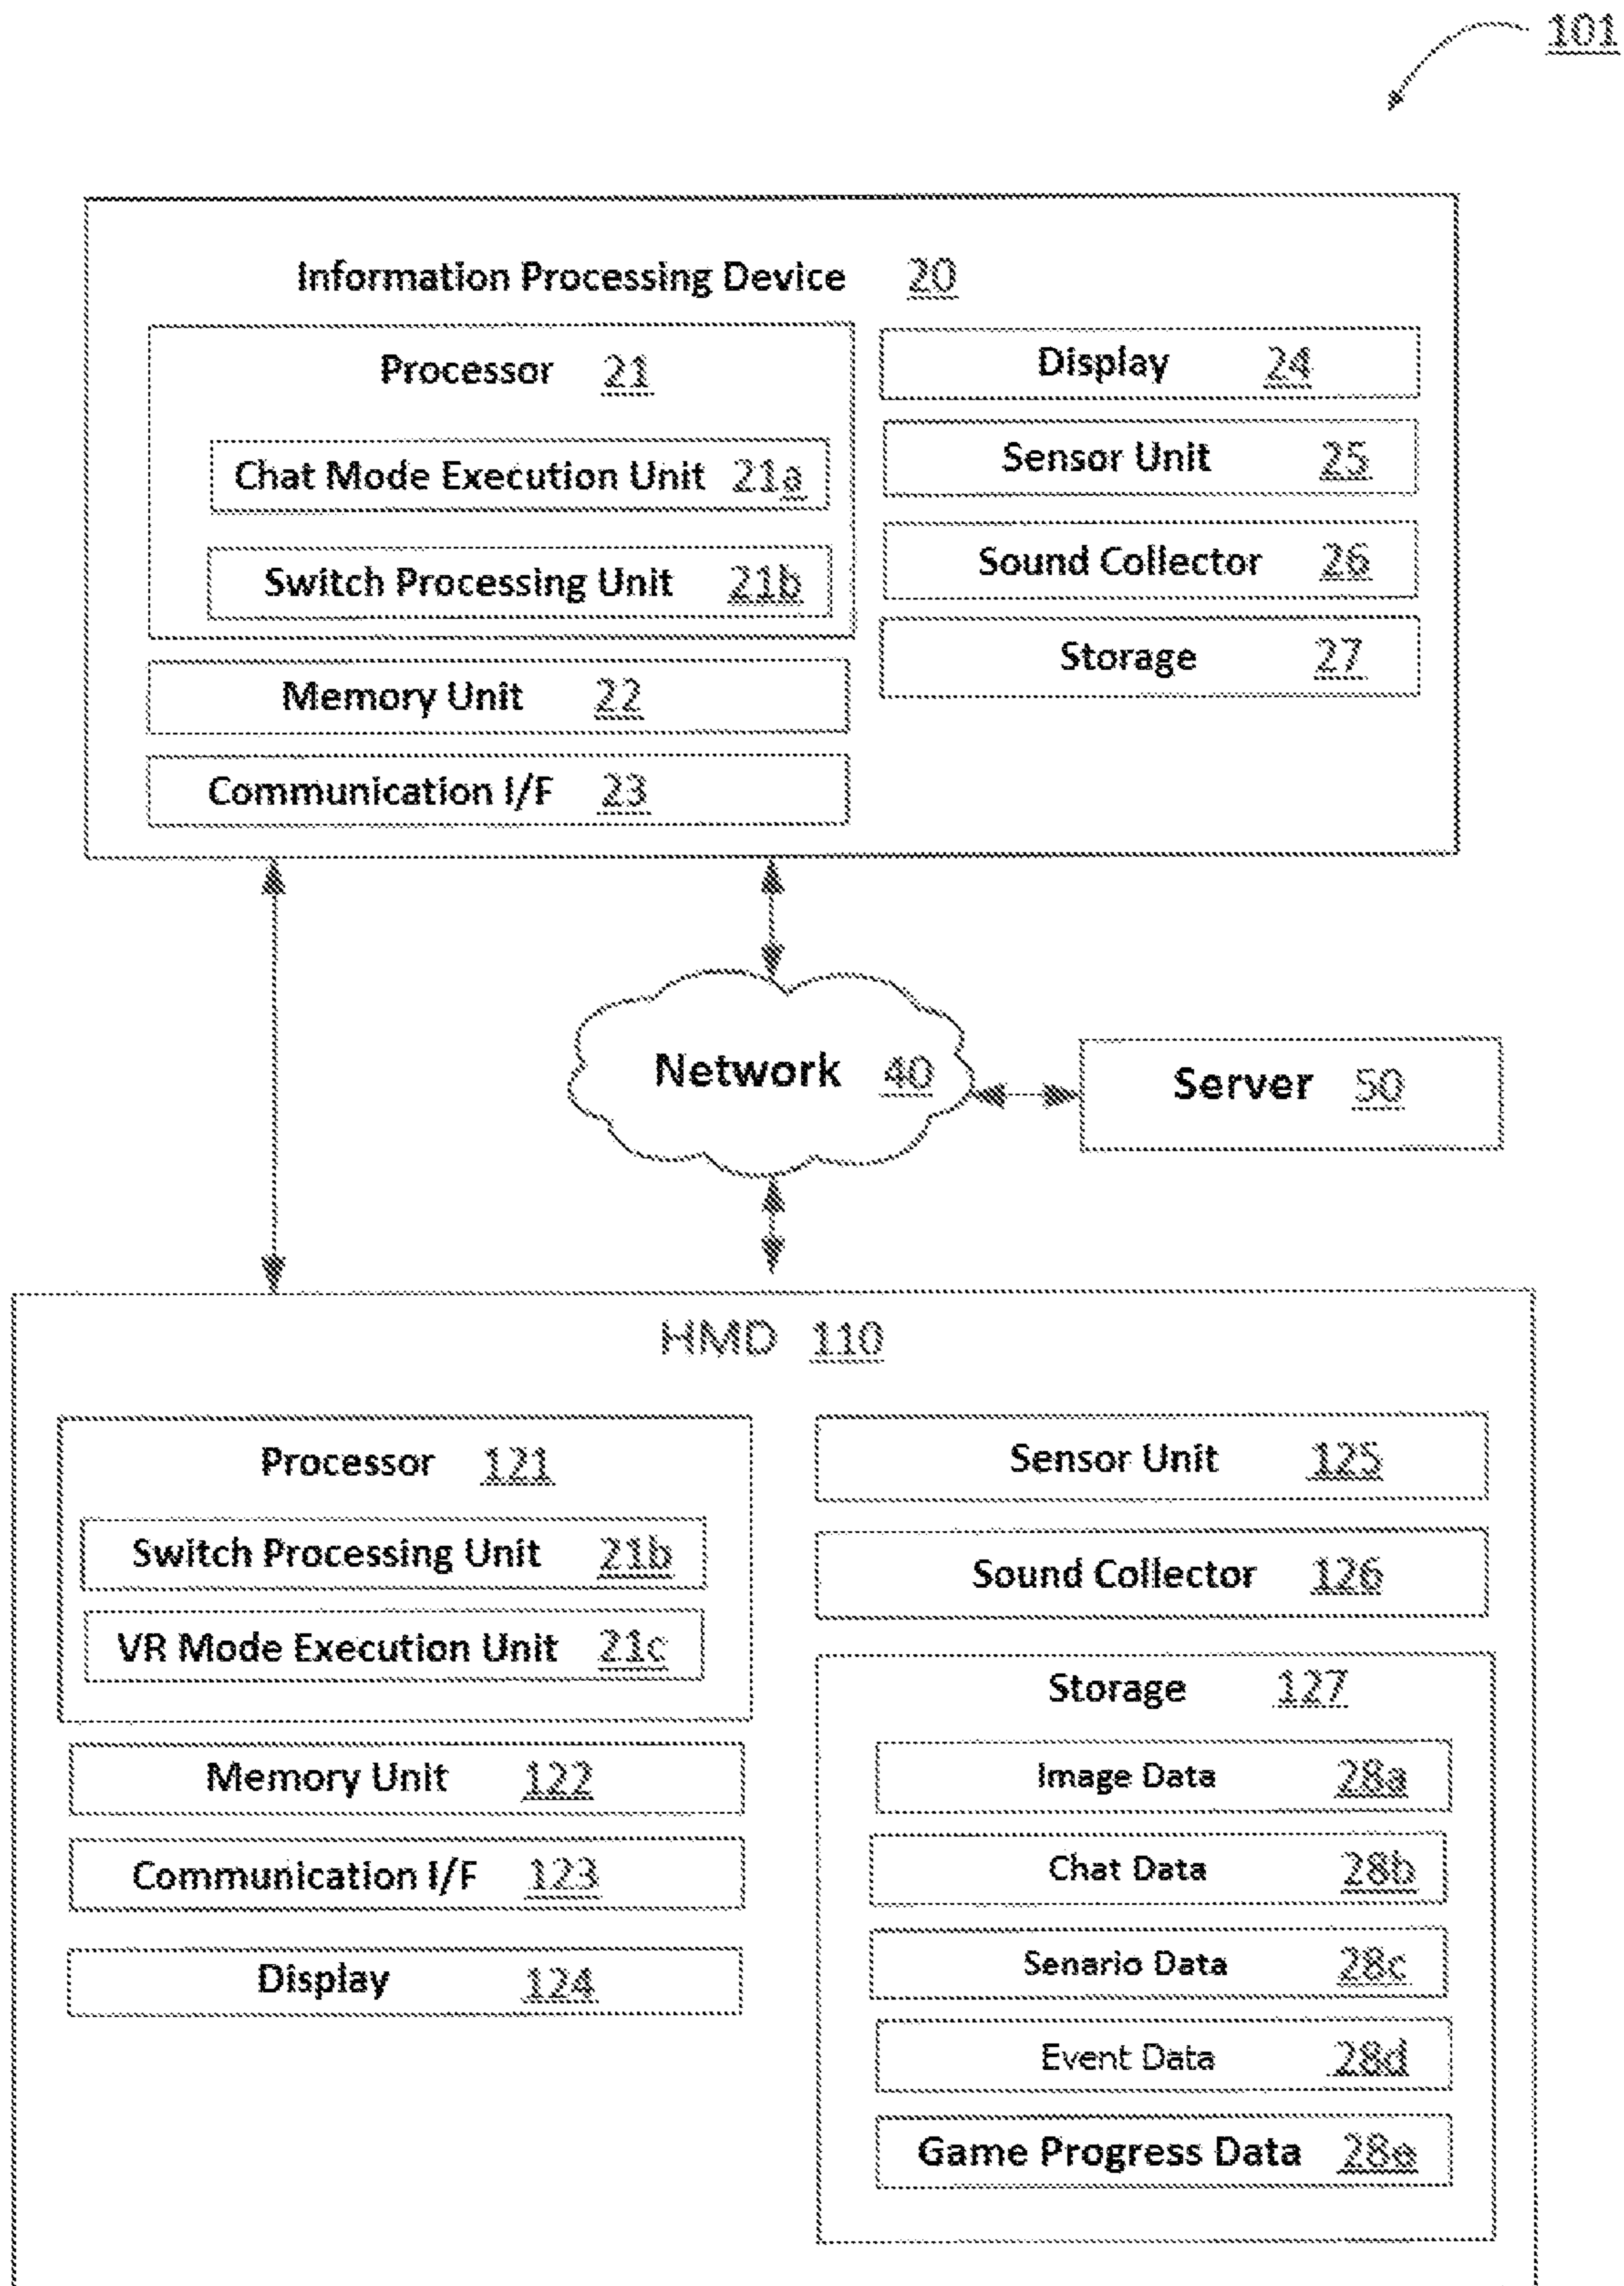 101
Information Processing Device 20
Processor 21
Chat Mode Execution Unit 21a
Switch Processing Unit 21b
Memory Unit 22
Communication I/F 23
Display 24
Sensor Unit 25
Sound Collector 26
Storage 27
Network 40
Server 50
HMD 110
Processor 121
Switch Processing Unit 21b
VR Mode Execution Unit 21c
Memory Unit 122
Communication I/F 123
Display 124
Sensor Unit 125
Sound Collector 126
Storage 127
Image Data 28a
Chat Data 28b
Senario Data 28c
Event Data 28d
Game Progress Data 28e